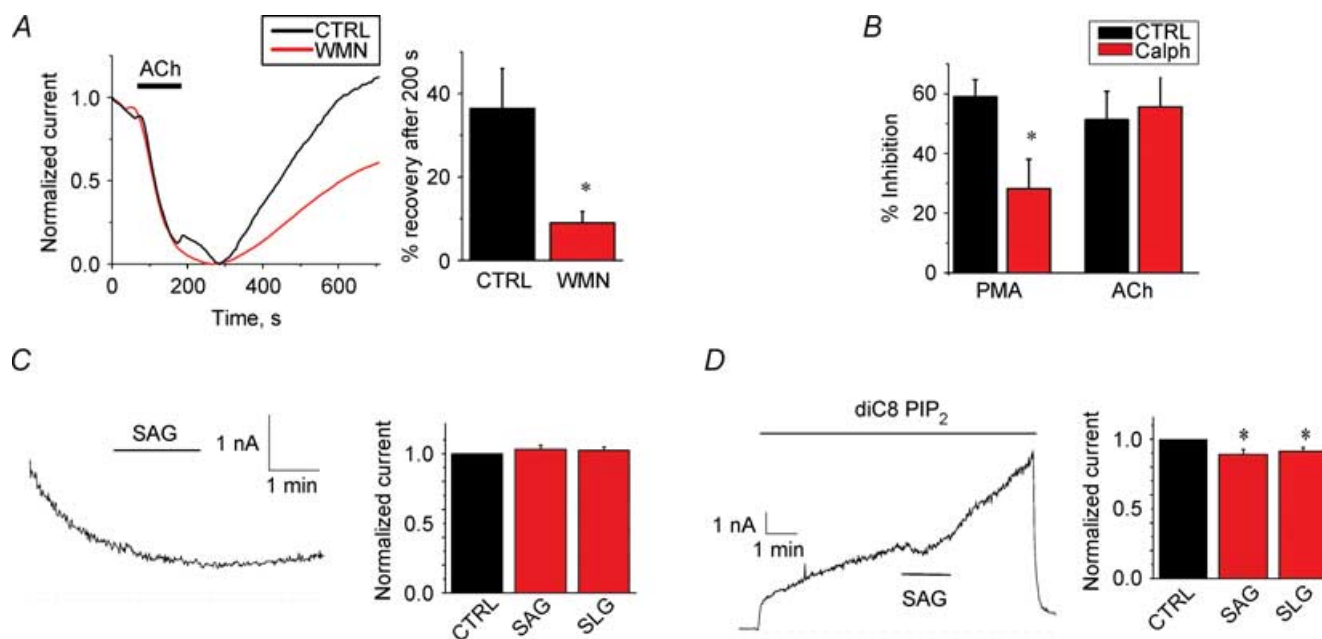 A
CTRL
WMN
ACh
Normalized current
1.0
0.5
0.0
0 200 400 600
Time, s
% recovery after 200 s
40
20
0
*
CTRL WMN
B
CTRL
Calph
% Inhibition
60
40
20
0
*
PMA ACh
C
SAG
1 nA
1 min
Normalized current
1.0
0.5
0.0
CTRL SAG SLG
D
diC8 PIP2
1 nA
1 min
SAG
Normalized current
1.0
0.5
0.0
* *
CTRL SAG SLG